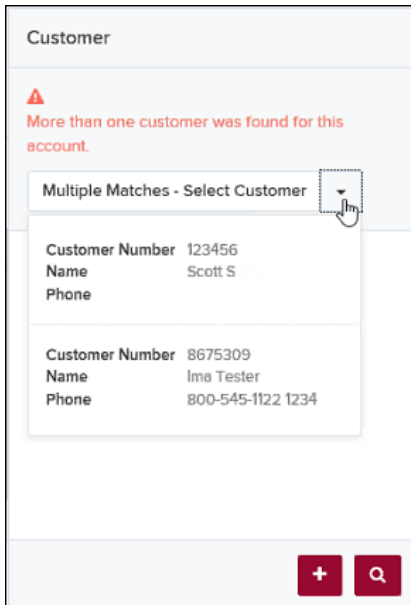 Customer
More than one customer was found for this
account.
Multiple Matches - Select Customer
Customer Number 123456
Name Scott S
Phone
Customer Number 8675309
Name Ima Tester
Phone 800-545-1122 1234